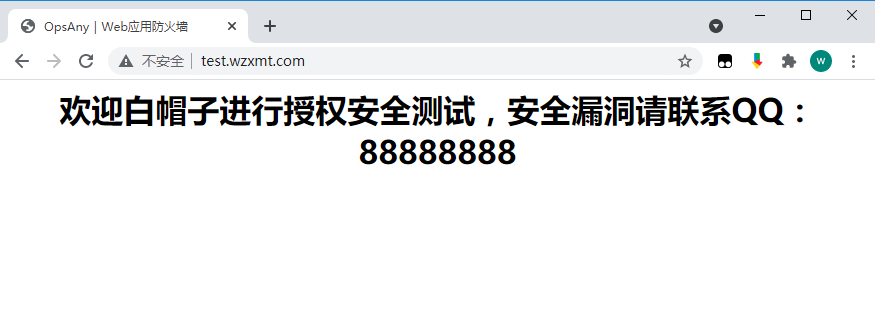 OpsAny | Web应用防火墙
不安全 | test.wzxmt.com
W
欢迎白帽子进行授权安全测试，安全漏洞请联系QQ：
88888888